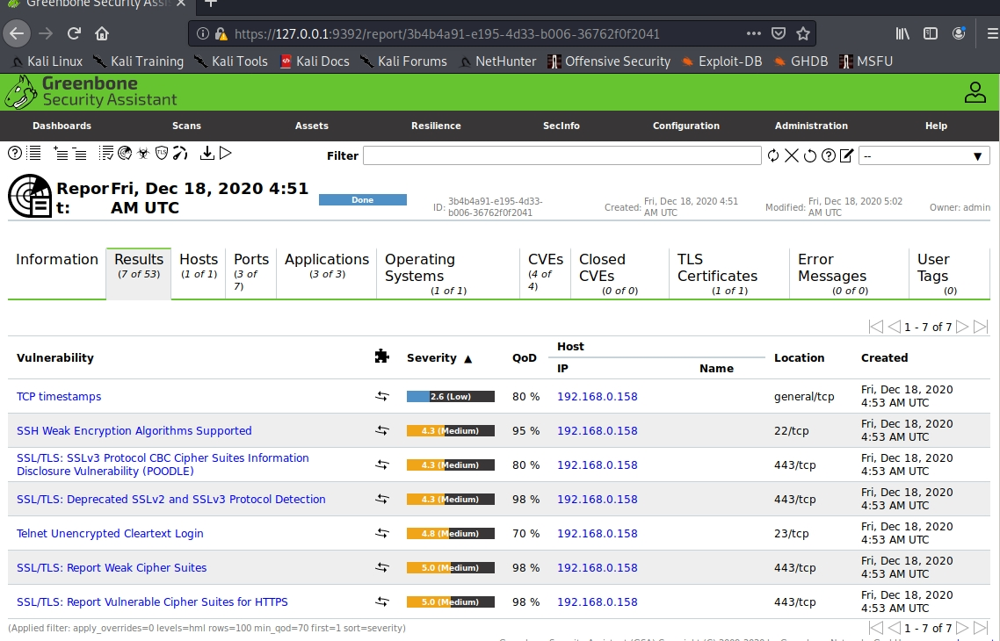 Greenbone Security Assis
https://127.0.0.1:9392/report/3b4b4a91-e195-4d33-b006-36762f0f2041
Kali Linux Kali Training Kali Tools Kali Docs Kali Forums NetHunter Offensive Security Exploit-DB GHDB MSFU
Greenbone
Security Assistant
Dashboards Scans Assets Resilience SecInfo Configuration Administration Help
Filter --
Report: Fri, Dec 18, 2020 4:51 AM UTC
Done
ID: 3b4b4a91-e195-4d33-b006-36762f0f2041
Created: Fri, Dec 18, 2020 4:51 AM UTC
Modified: Fri, Dec 18, 2020 5:02 AM UTC
Owner: admin
Information
Results (7 of 53)
Hosts (1 of 1)
Ports (3 of 7)
Applications (3 of 3)
Operating Systems (1 of 1)
CVEs (4 of 4)
Closed CVEs (0 of 0)
TLS Certificates (1 of 1)
Error Messages (0 of 0)
User Tags (0)
1 - 7 of 7
Vulnerability Severity ▲ QoD Host Location Created
IP Name
TCP timestamps 2.6 (Low) 80 % 192.168.0.158 general/tcp Fri, Dec 18, 2020 4:53 AM UTC
SSH Weak Encryption Algorithms Supported 4.3 (Medium) 95 % 192.168.0.158 22/tcp Fri, Dec 18, 2020 4:53 AM UTC
SSL/TLS: SSLv3 Protocol CBC Cipher Suites Information Disclosure Vulnerability (POODLE) 4.3 (Medium) 80 % 192.168.0.158 443/tcp Fri, Dec 18, 2020 4:53 AM UTC
SSL/TLS: Deprecated SSLv2 and SSLv3 Protocol Detection 4.3 (Medium) 98 % 192.168.0.158 443/tcp Fri, Dec 18, 2020 4:53 AM UTC
Telnet Unencrypted Cleartext Login 4.8 (Medium) 70 % 192.168.0.158 23/tcp Fri, Dec 18, 2020 4:53 AM UTC
SSL/TLS: Report Weak Cipher Suites 5.0 (Medium) 98 % 192.168.0.158 443/tcp Fri, Dec 18, 2020 4:53 AM UTC
SSL/TLS: Report Vulnerable Cipher Suites for HTTPS 5.0 (Medium) 98 % 192.168.0.158 443/tcp Fri, Dec 18, 2020 4:53 AM UTC
(Applied filter: apply_overrides=0 levels=hml rows=100 min_qod=70 first=1 sort=severity)
1 - 7 of 7